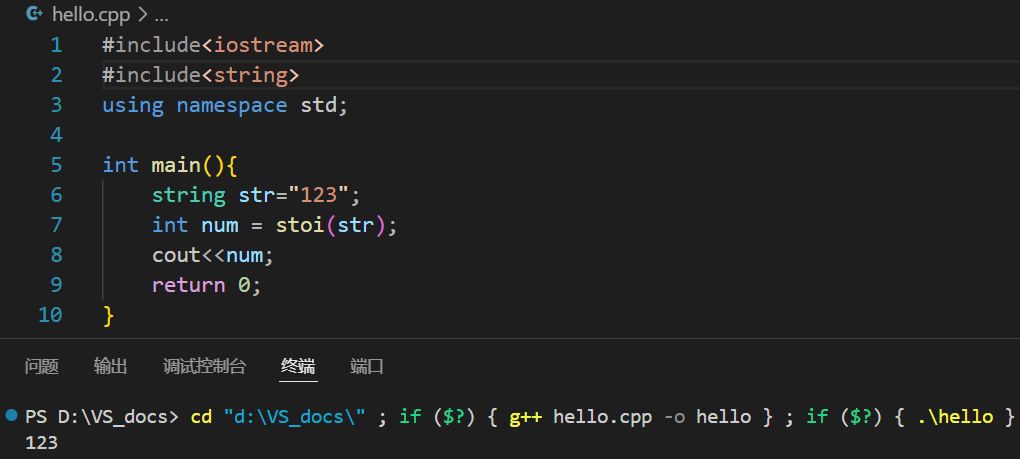 hello.cpp > ...
1 #include<iostream>
2 #include<string>
3 using namespace std;
4
5 int main(){
6     string str="123";
7     int num = stoi(str);
8     cout<<num;
9     return 0;
10 }
问题 输出 调试控制台 终端 端口
PS D:\VS_docs> cd "d:\VS_docs\" ; if ($?) { g++ hello.cpp -o hello } ; if ($?) { .\hello }
123